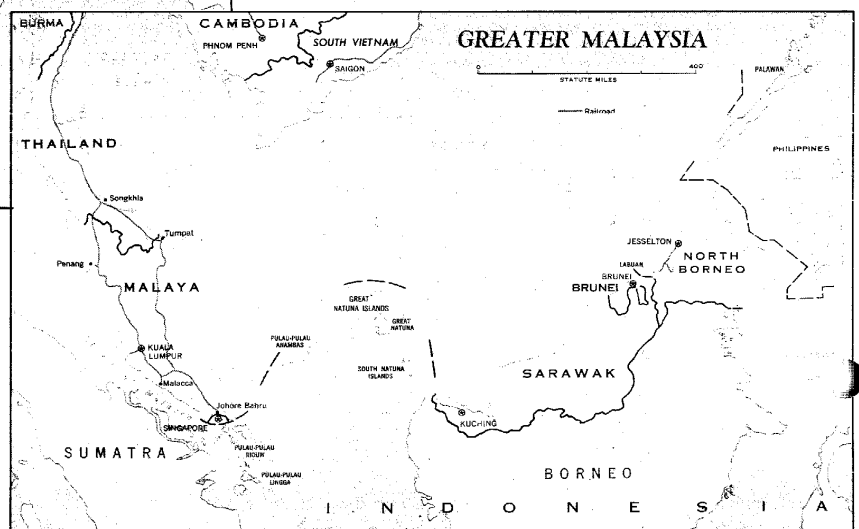 BURMA
CAMBODIA
PHNOM PENH
SOUTH VIETNAM
SAIGON
GREATER MALAYSIA
0 400
STATUTE MILES
Railroad
PALAWAN
THAILAND
PHILIPPINES
Songkhla
Tumpat
Penang
MALAYA
JESSELTON
NORTH
BORNEO
LABUAN
BRUNEI
BRUNEI
GREAT
NATUNA ISLANDS
GREAT
NATUNA
KUALA
LUMPUR
PULAU-PULAU
ANAMBAS
SOUTH NATUNA
ISLANDS
SARAWAK
Malacca
Johore Bahru
SINGAPORE
KUCHING
SUMATRA
PULAU-PULAU
RIOUW
PULAU-PULAU
LINGGA
BORNEO
INDONESIA